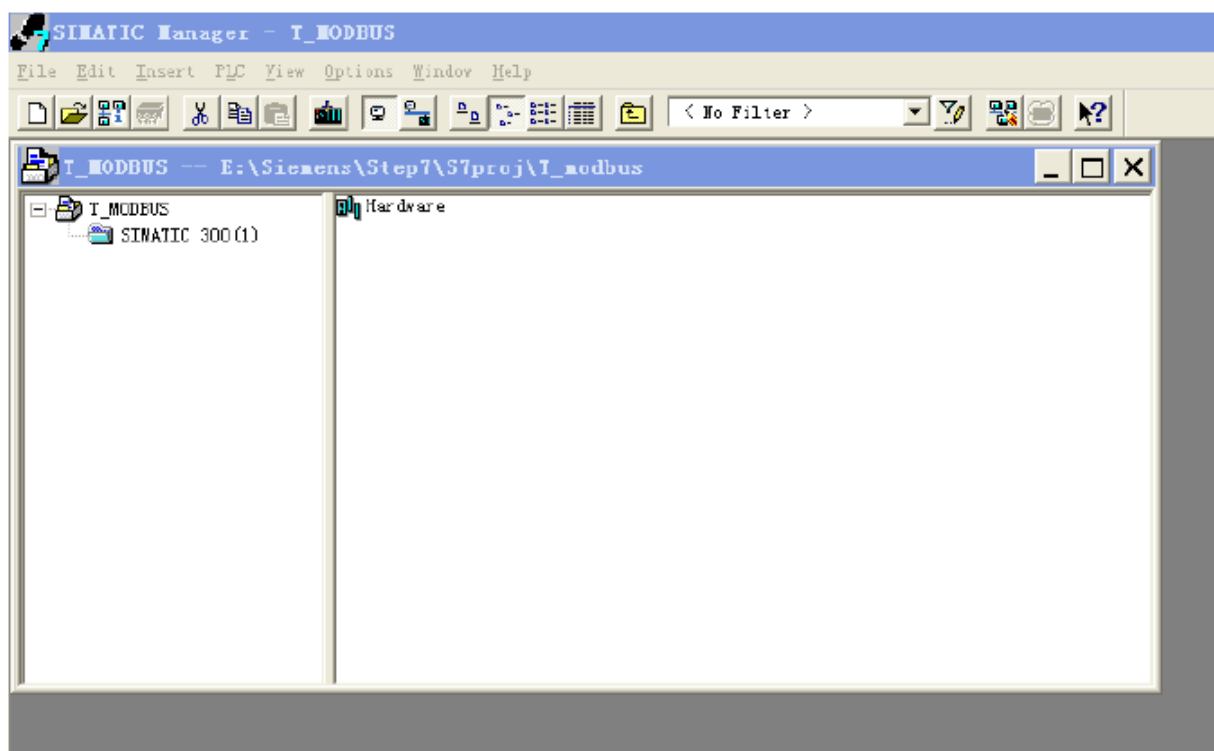 SIMATIC Manager - T_MODBUS
File Edit Insert PLC View Options Window Help
< No Filter >
T_MODBUS -- E:\Siemens\Step7\S7proj\T_modbus
T_MODBUS
Hardware
SIMATIC 300(1)